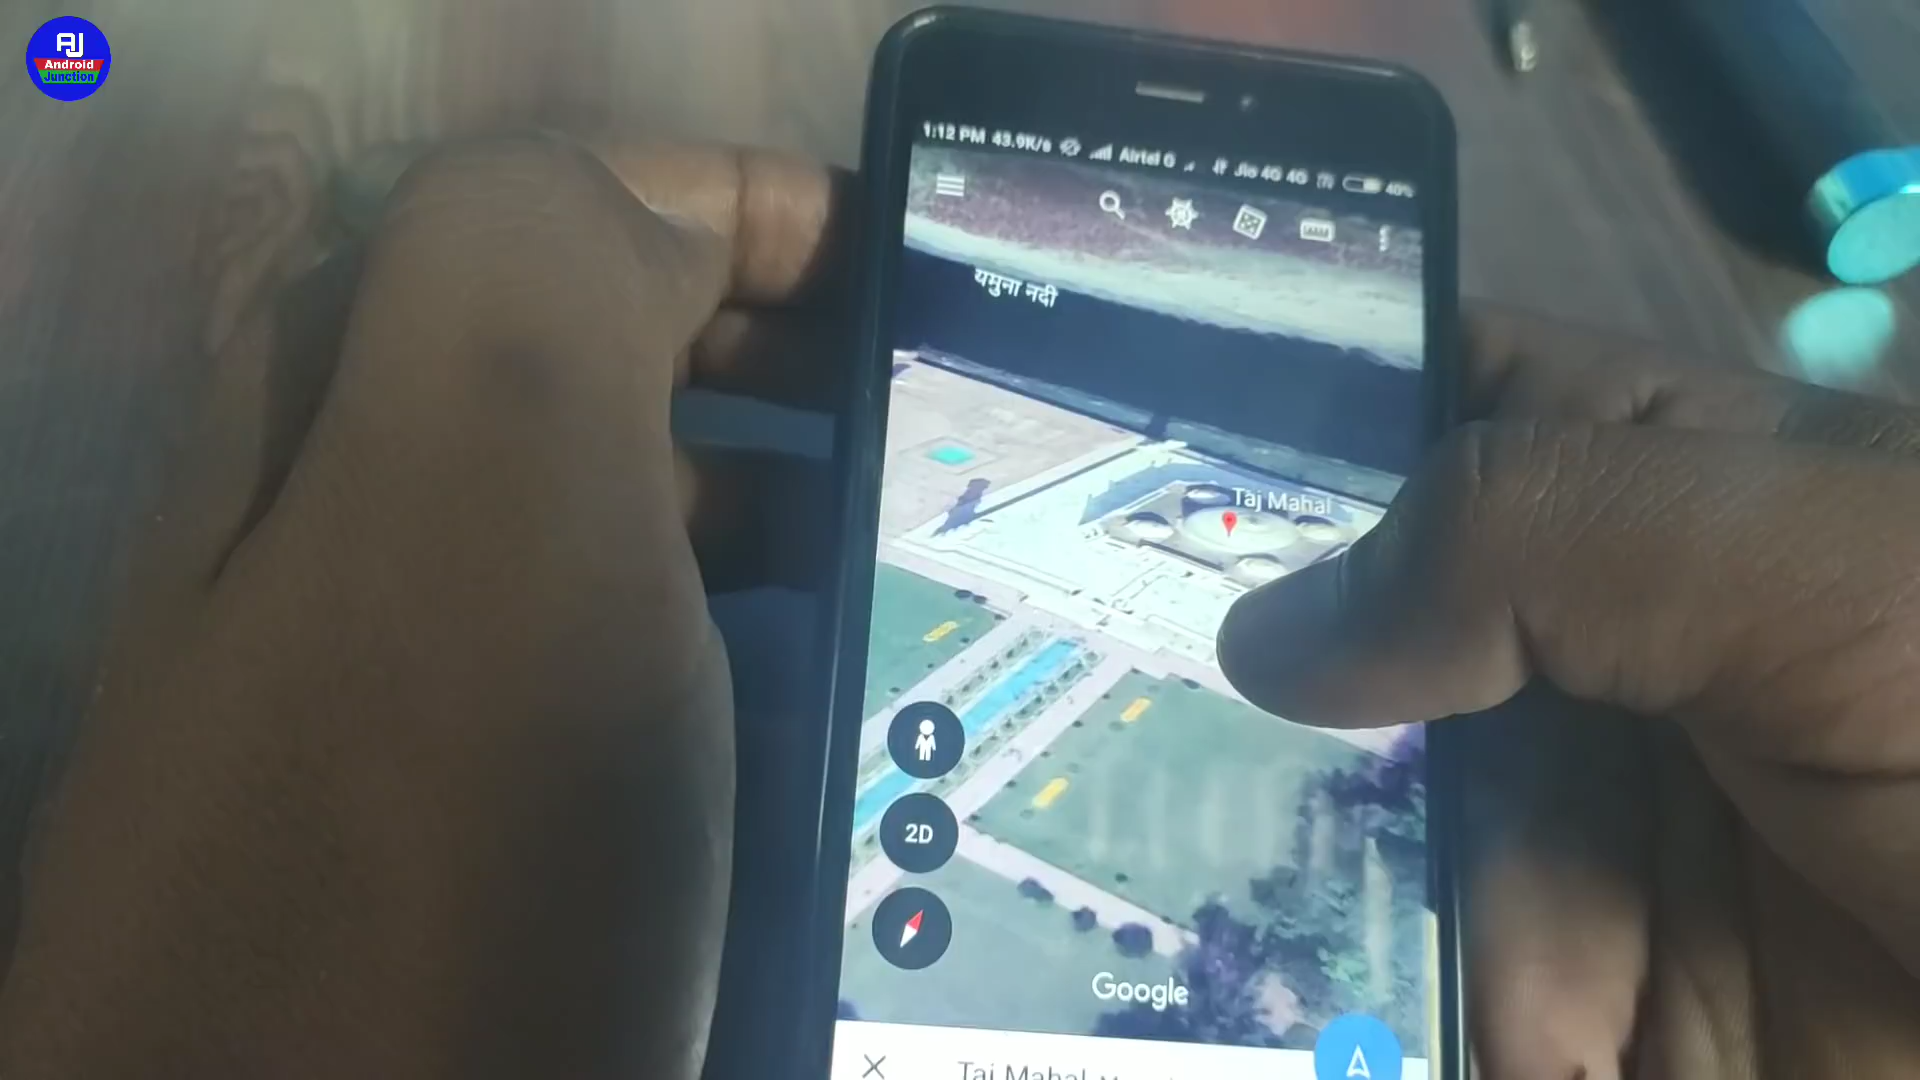 AJ
Android
Junction
1:12 PM 43.9K/s Airtel G Jio 4G 4G 40%
यमुना नदी
Taj Mahal
2D
Google
Taj Mahal